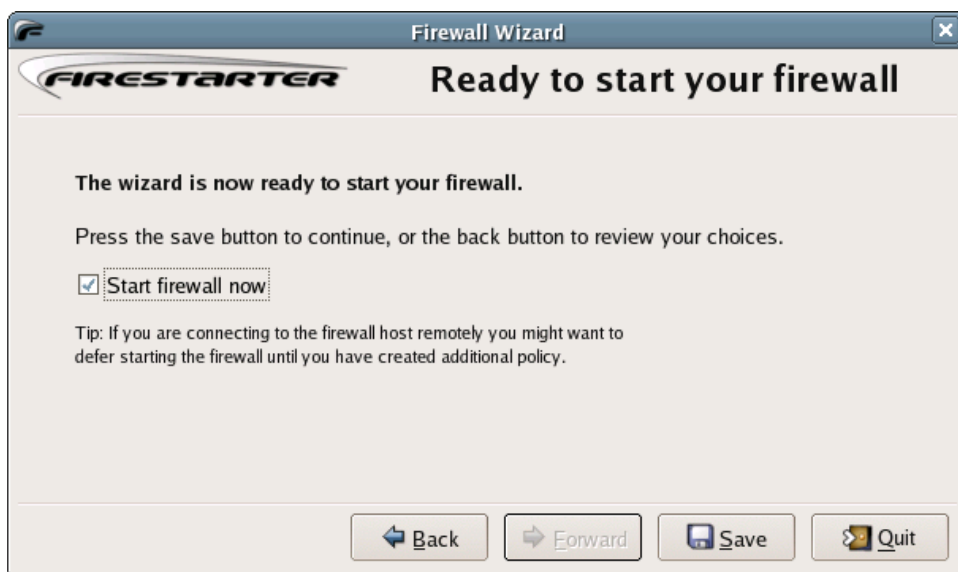 Firewall Wizard
FIRESTARTER
Ready to start your firewall
The wizard is now ready to start your firewall.
Press the save button to continue, or the back button to review your choices.
Start firewall now
Tip: If you are connecting to the firewall host remotely you might want to
defer starting the firewall until you have created additional policy.
Back
Forward
Save
Quit